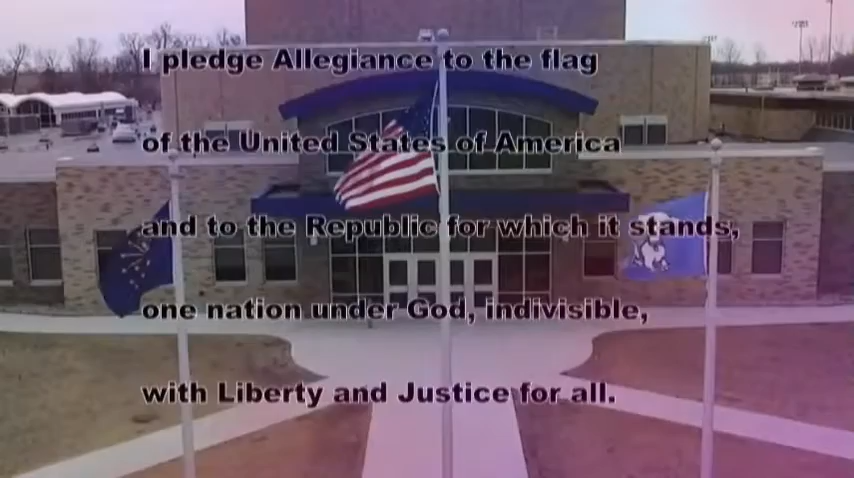 I pledge Allegiance to the flag
of the United States of America
and to the Republic for which it stands,
one nation under God, indivisible,
with Liberty and Justice for all.